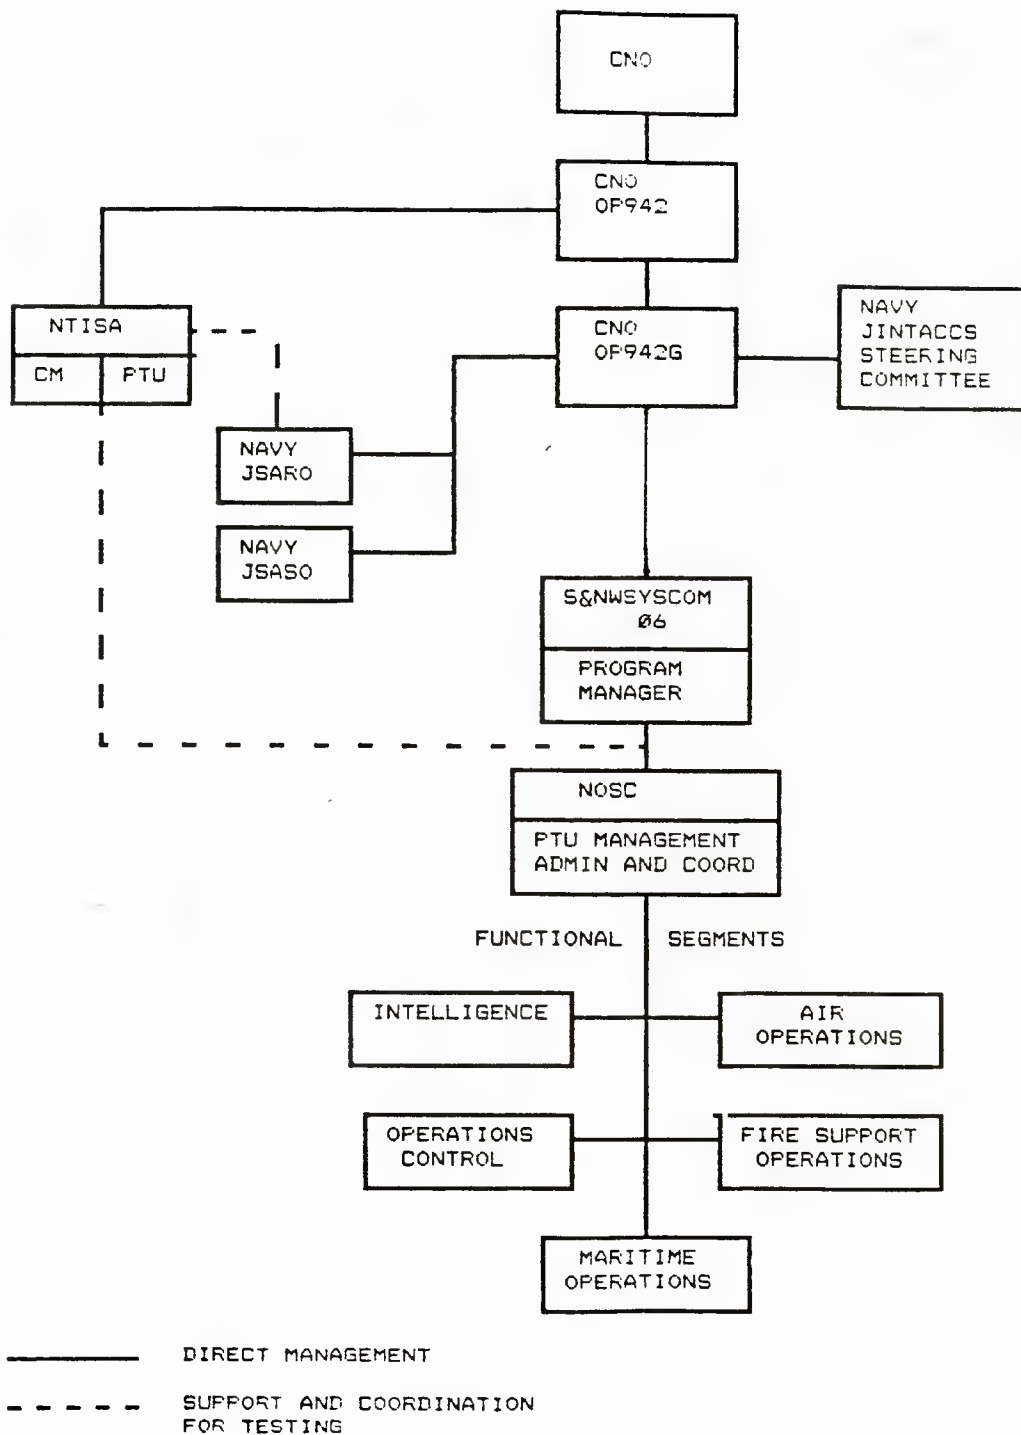 CNO
CNO
OP942
NTISA
CM
PTU
CNO
OP942G
NAVY
JINTACCS
STEERING
COMMITTEE
NAVY
JSARO
NAVY
JSASO
S&NWSYSCOM
06
PROGRAM
MANAGER
NOSC
PTU MANAGEMENT
ADMIN AND COORD
FUNCTIONAL SEGMENTS
INTELLIGENCE
AIR
OPERATIONS
OPERATIONS
CONTROL
FIRE SUPPORT
OPERATIONS
MARITIME
OPERATIONS
DIRECT MANAGEMENT
SUPPORT AND COORDINATION
FOR TESTING